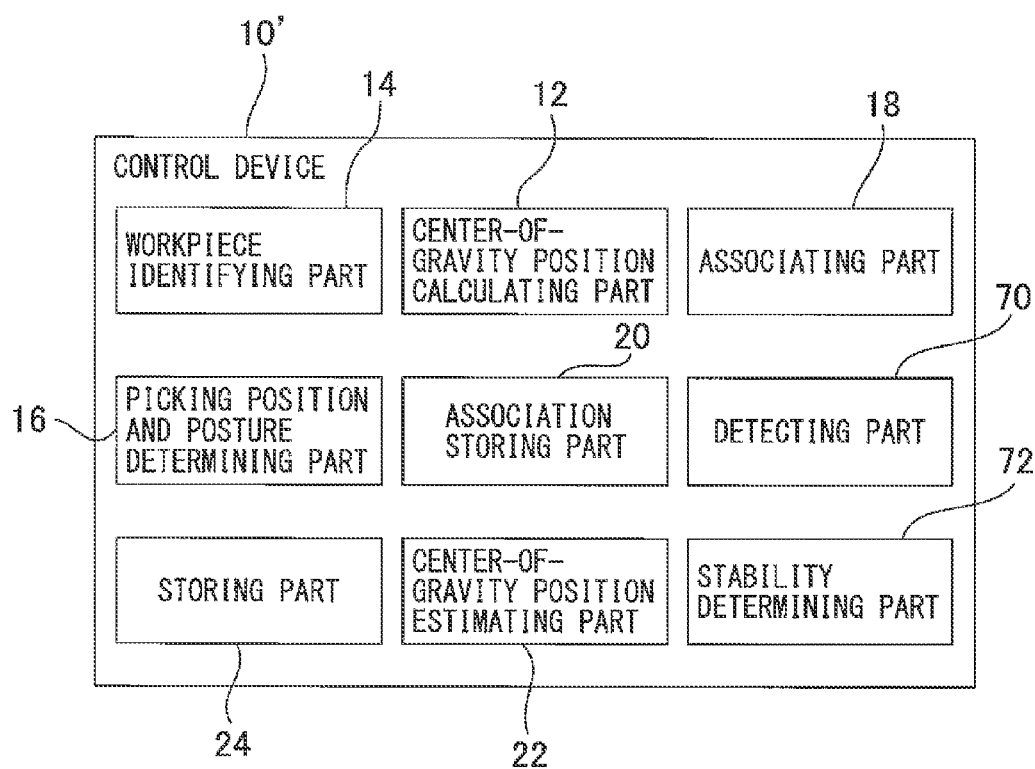 10'
14
12
18
CONTROL DEVICE
WORKPIECE
IDENTIFYING PART
CENTER-OF-
GRAVITY POSITION
CALCULATING PART
ASSOCIATING PART
70
20
16
PICKING POSITION
AND POSTURE
DETERMINING PART
ASSOCIATION
STORING PART
DETECTING PART
72
STORING PART
CENTER-OF-
GRAVITY POSITION
ESTIMATING PART
STABILITY
DETERMINING PART
24
22